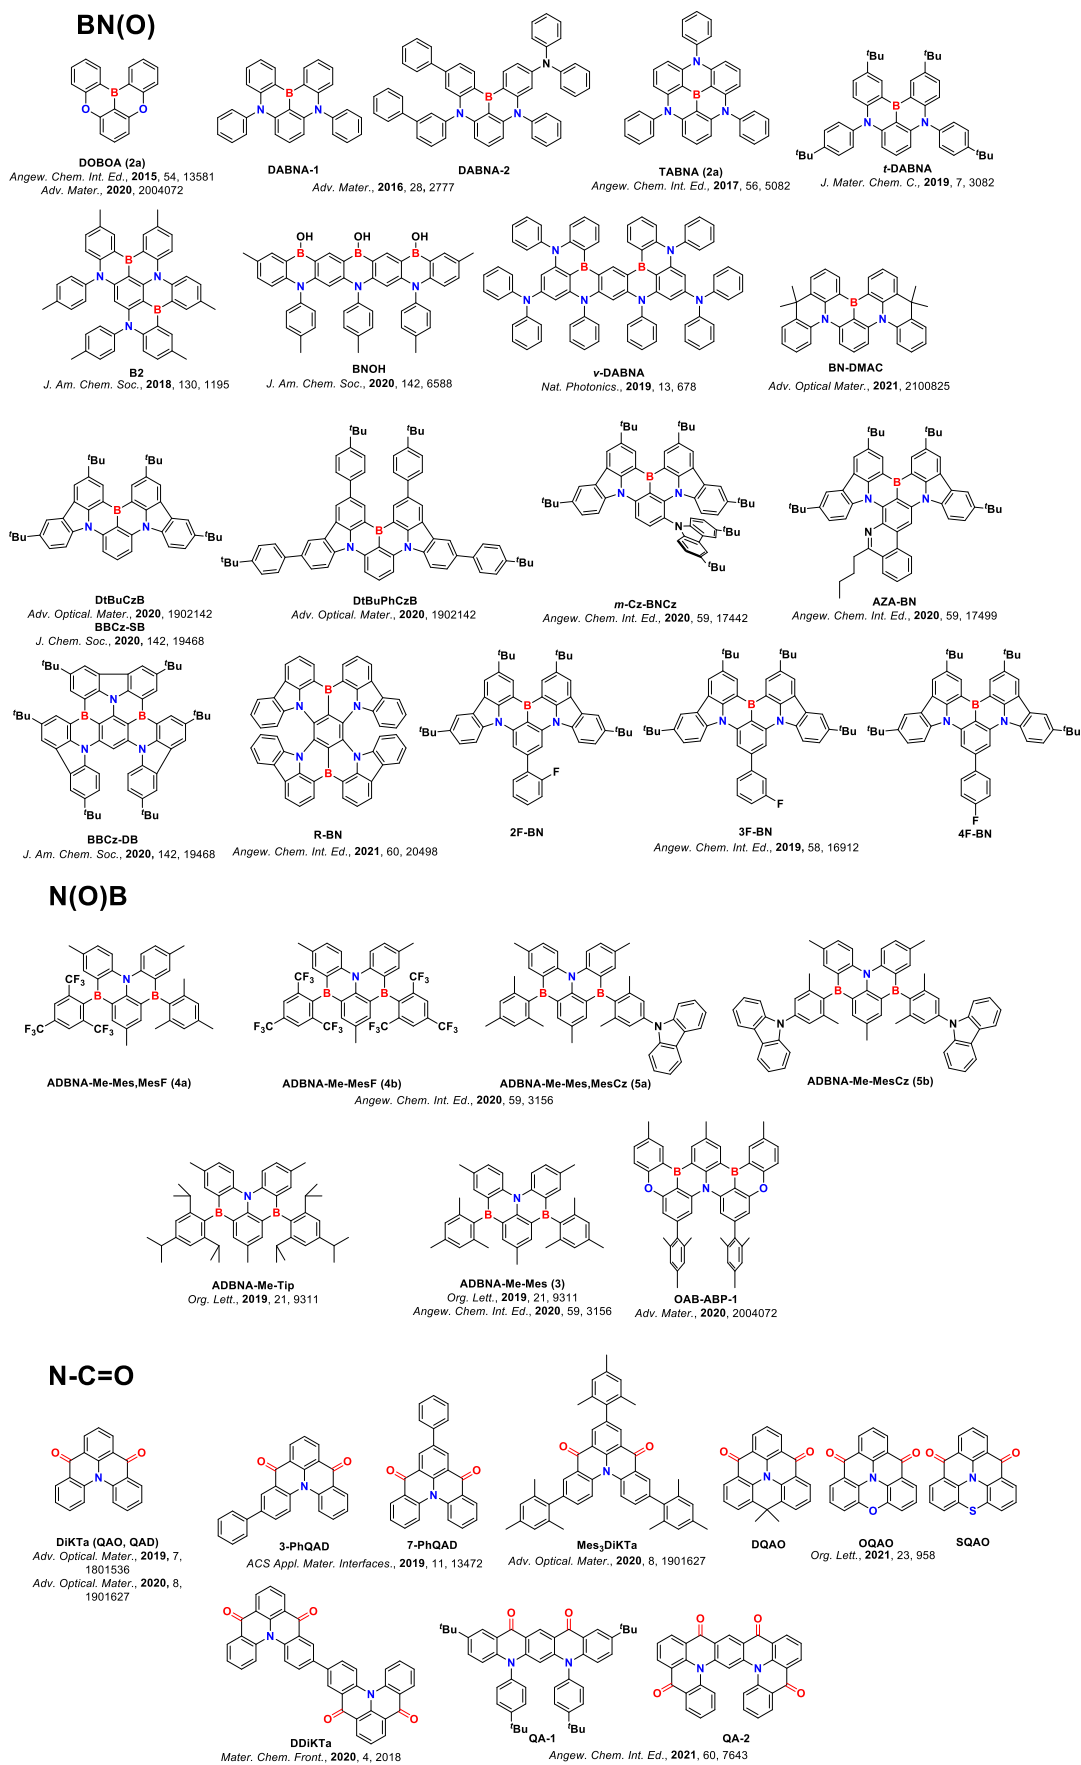 BN(O)
DOBOA (2a)
Angew. Chem. Int. Ed., 2015, 54, 13581
Adv. Mater., 2020, 2004072
DABNA-1
DABNA-2
Adv. Mater., 2016, 28, 2777
TABNA (2a)
Angew. Chem. Int. Ed., 2017, 56, 5082
t-DABNA
J. Mater. Chem. C., 2019, 7, 3082
B2
J. Am. Chem. Soc., 2018, 130, 1195
BNOH
J. Am. Chem. Soc., 2020, 142, 6588
v-DABNA
Nat. Photonics., 2019, 13, 678
BN-DMAC
Adv. Optical Mater., 2021, 2100825
DtBuCzB
Adv. Optical. Mater., 2020, 1902142
BBCz-SB
J. Chem. Soc., 2020, 142, 19468
DtBuPhCzB
Adv. Optical. Mater., 2020, 1902142
m-Cz-BNCz
Angew. Chem. Int. Ed., 2020, 59, 17442
AZA-BN
Angew. Chem. Int. Ed., 2020, 59, 17499
BBCz-DB
J. Am. Chem. Soc., 2020, 142, 19468
R-BN
Angew. Chem. Int. Ed., 2021, 60, 20498
2F-BN
3F-BN
4F-BN
Angew. Chem. Int. Ed., 2019, 58, 16912
N(O)B
ADBNA-Me-Mes,MesF (4a)
ADBNA-Me-MesF (4b)
ADBNA-Me-Mes,MesCz (5a)
ADBNA-Me-MesCz (5b)
Angew. Chem. Int. Ed., 2020, 59, 3156
ADBNA-Me-Tip
Org. Lett., 2019, 21, 9311
ADBNA-Me-Mes (3)
Org. Lett., 2019, 21, 9311
Angew. Chem. Int. Ed., 2020, 59, 3156
OAB-ABP-1
Adv. Mater., 2020, 2004072
N-C=O
DiKTa (QAO, QAD)
Adv. Optical. Mater., 2019, 7,
1801536
Adv. Optical. Mater., 2020, 8,
1901627
3-PhQAD
7-PhQAD
ACS Appl. Mater. Interfaces., 2019, 11, 13472
Mes3DiKTa
Adv. Optical. Mater., 2020, 8, 1901627
DQAO
OQAO
SQAO
Org. Lett., 2021, 23, 958
DDiKTa
Mater. Chem. Front., 2020, 4, 2018
QA-1
QA-2
Angew. Chem. Int. Ed., 2021, 60, 7643